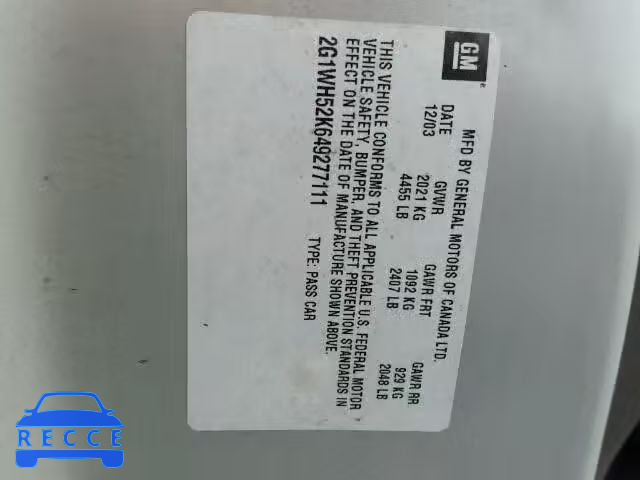 GM
MFD BY GENERAL MOTORS OF CANADA LTD.
DATE GVWR GAWR FRT GAWR RR
12/03 2021 KG 1092 KG 929 KG
4455 LB 2407 LB 2048 LB
THIS VEHICLE CONFORMS TO ALL APPLICABLE U.S. FEDERAL MOTOR
VEHICLE SAFETY, BUMPER, AND THEFT PREVENTION STANDARDS IN
EFFECT ON THE DATE OF MANUFACTURE SHOWN ABOVE.
2G1WH52K649277111 TYPE: PASS CAR
RECCE